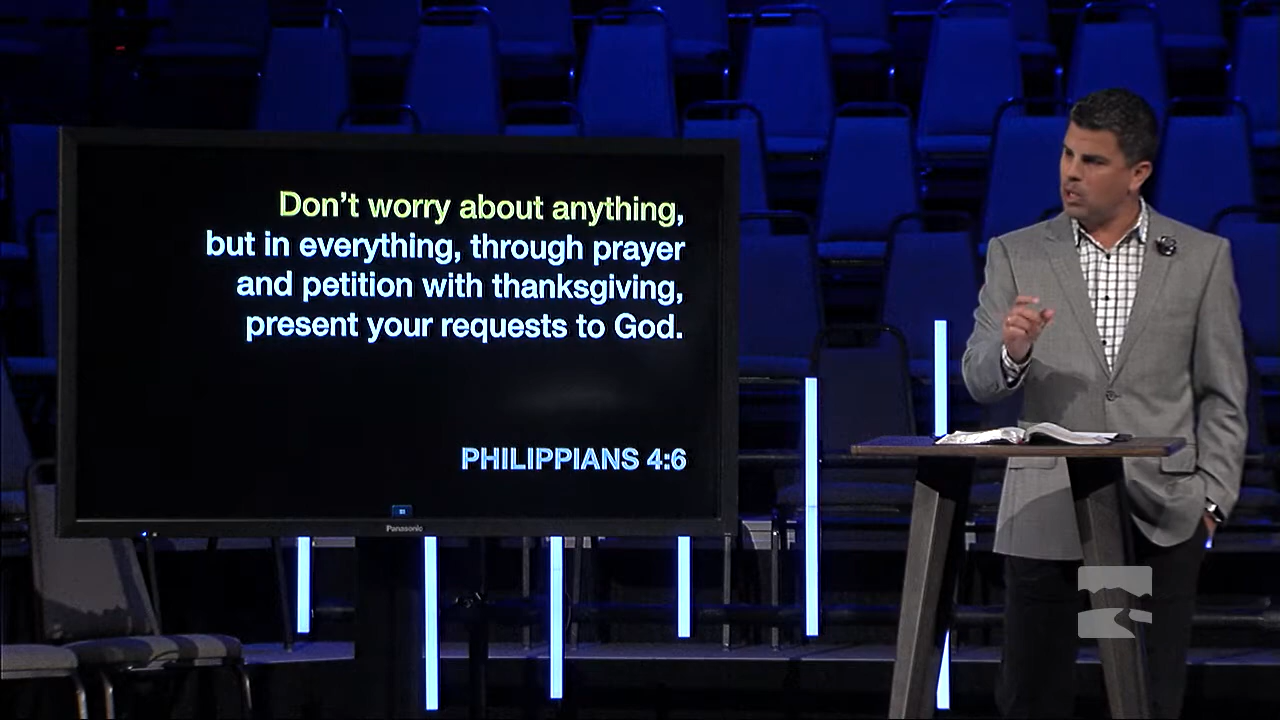 Don't worry about anything,
but in everything, through prayer
and petition with thanksgiving,
present your requests to God.
PHILIPPIANS 4:6
Panasonic